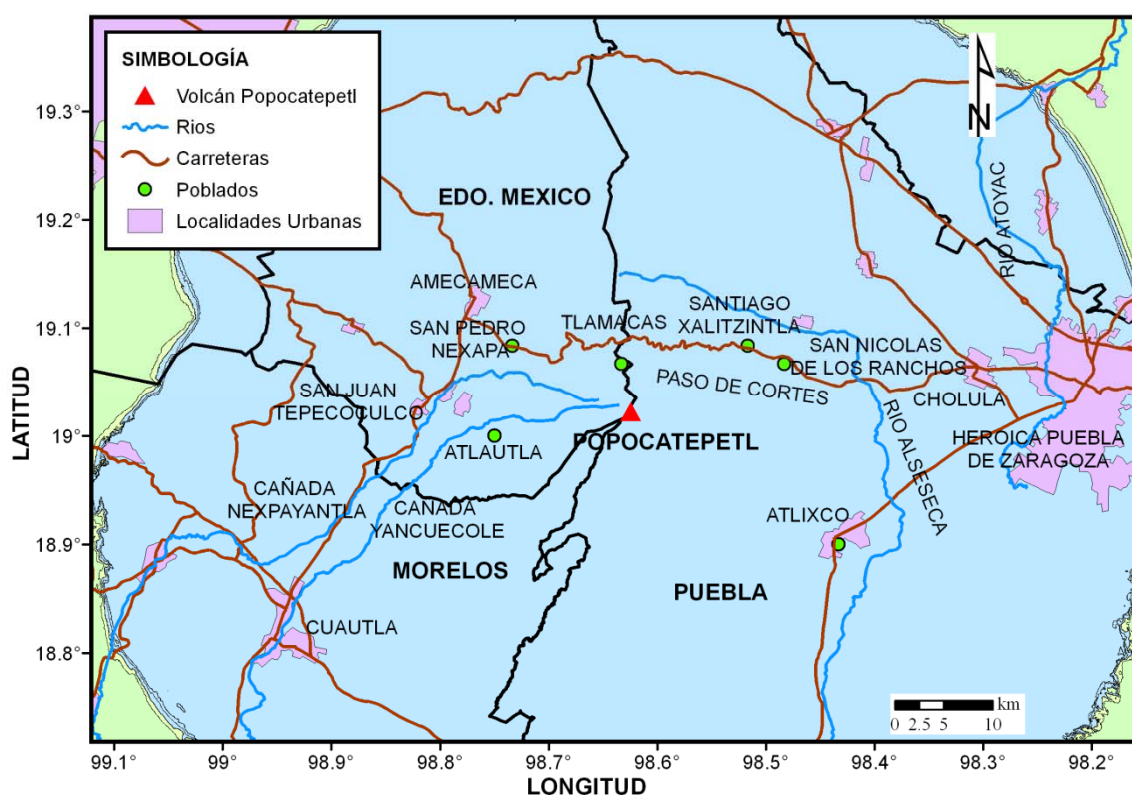 SIMBOLOGÍA
Volcán Popocatepetl
Rios
Carreteras
Poblados
Localidades Urbanas
N
EDO. MEXICO
RIO ATOYAC
AMECAMECA
SAN PEDRO
NEXAPA
TLAMACAS
SANTIAGO
XALITZINTLA
SAN NICOLAS
DE LOS RANCHOS
PASO DE CORTES
CHOLULA
SAN JUAN
TEPECOCULCO
ATLAUTLA
POPOCATEPETL
RIO ALSESECA
HEROICA PUEBLA
DE ZARAGOZA
CAÑADA
NEXPAYANTLA
CAÑADA
YANCUECOLE
ATLIXCO
MORELOS
PUEBLA
CUAUTLA
km
0 2.5 5 10
LATITUD
19.3
19.2
19.1
19
18.9
18.8
99.1° 99° 98.9° 98.8° 98.7° 98.6° 98.5° 98.4° 98.3° 98.2°
LONGITUD